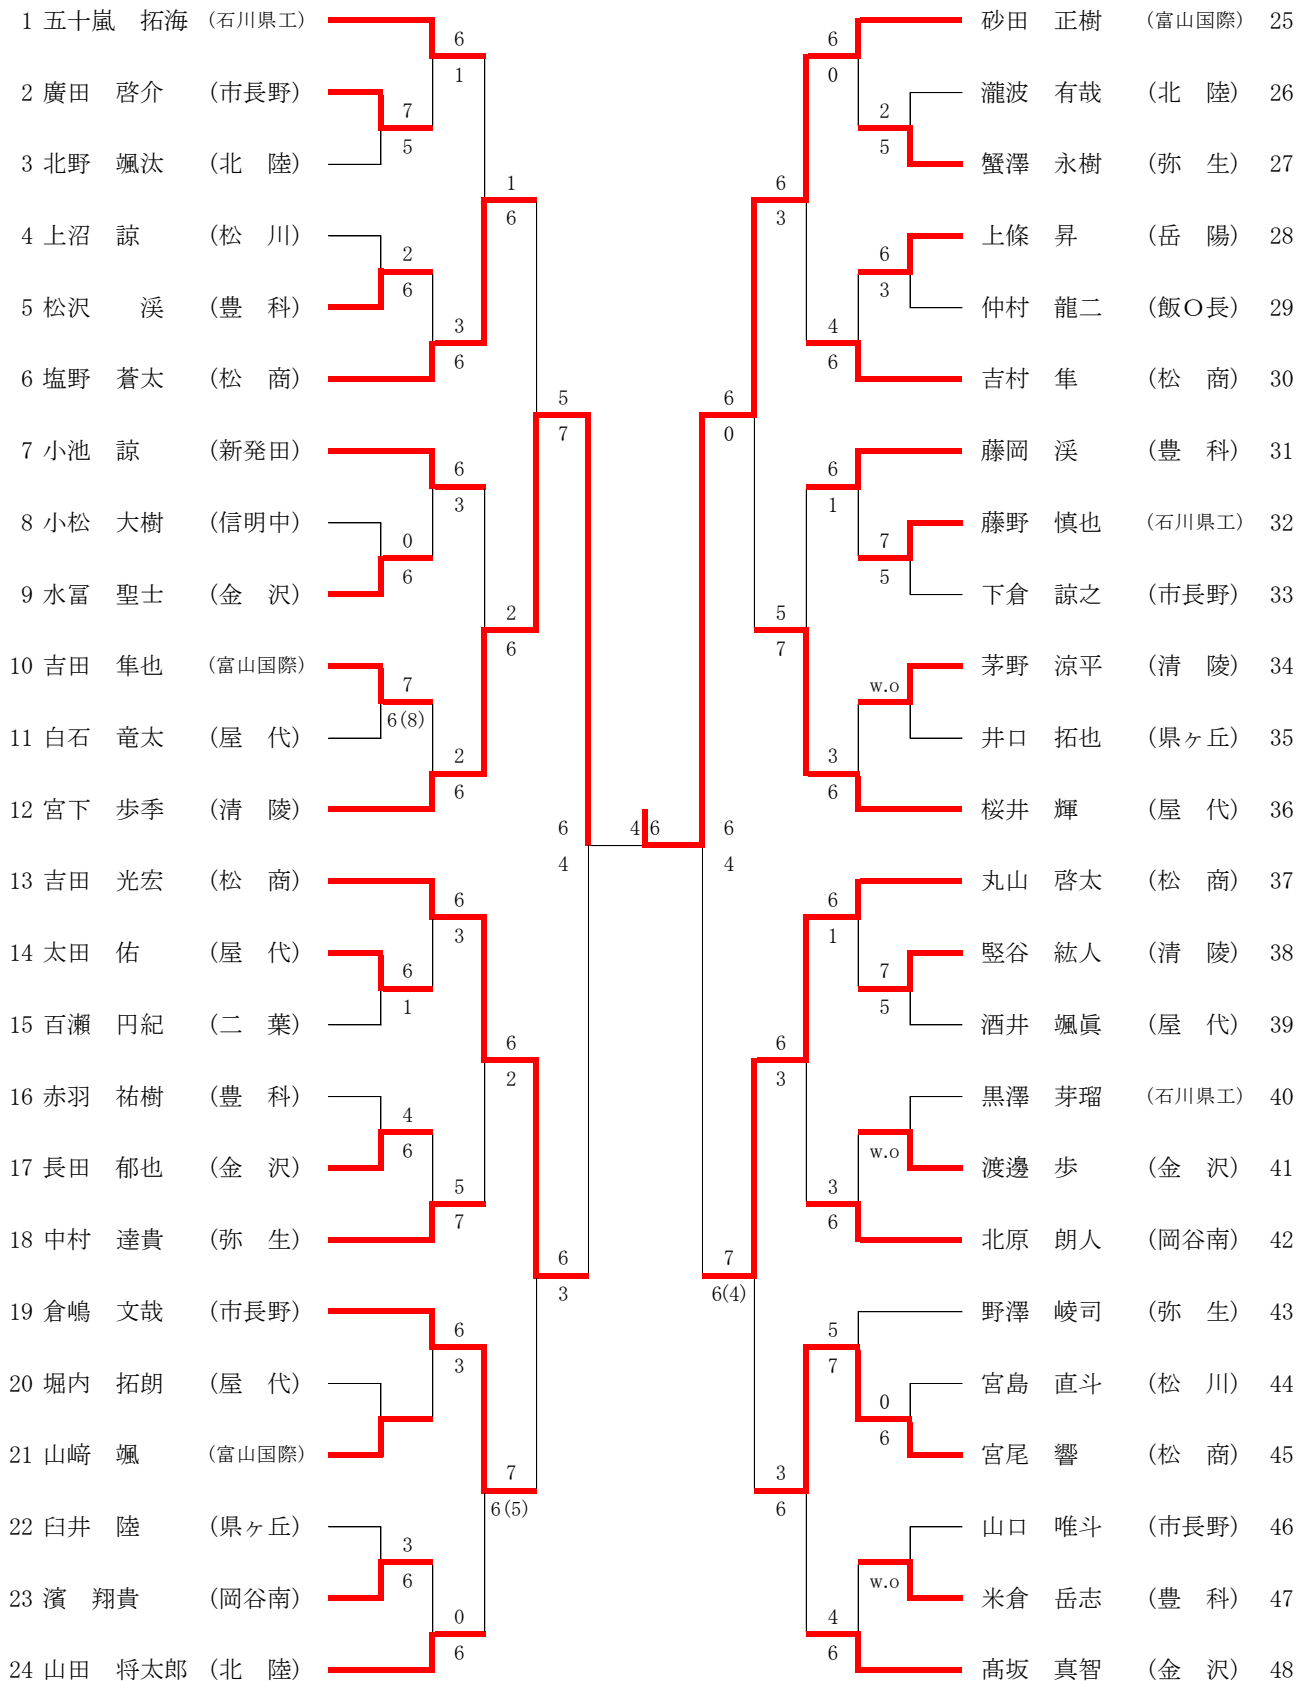 1 五十嵐 拓海 (石川県工)
2 廣田 啓介 (市長野)
3 北野 颯汰 (北 陸)
4 上沼 諒 (松 川)
5 松沢 渓 (豊 科)
6 塩野 蒼太 (松 商)
7 小池 諒 (新発田)
8 小松 大樹 (信明中)
9 水冨 聖士 (金 沢)
10 吉田 隼也 (富山国際)
11 白石 竜太 (屋 代)
12 宮下 歩季 (清 陵)
13 吉田 光宏 (松 商)
14 太田 佑 (屋 代)
15 百瀬 円紀 (二 葉)
16 赤羽 祐樹 (豊 科)
17 長田 郁也 (金 沢)
18 中村 達貴 (弥 生)
19 倉嶋 文哉 (市長野)
20 堀内 拓朗 (屋 代)
21 山﨑 颯 (富山国際)
22 臼井 陸 (県ヶ丘)
23 濱 翔貴 (岡谷南)
24 山田 将太郎 (北 陸)
7
5
2
6
0
6
7
6(8)
6
1
4
6
3
6
6
1
3
6
6
3
2
6
6
3
5
7
6
3
0
6
1
6
2
6
6
2
7
6(5)
5
7
6
3
6
4
4 6
6
4
6
0
7
6(4)
6
3
5
7
6
3
3
6
6
0
4
6
6
1
3
6
6
1
3
6
5
7
4
6
2
5
6
3
7
5
w.o
7
5
w.o
0
6
w.o
砂田 正樹 (富山国際) 25
瀧波 有哉 (北 陸) 26
蟹澤 永樹 (弥 生) 27
上條 昇 (岳 陽) 28
仲村 龍二 (飯O長) 29
吉村 隼 (松 商) 30
藤岡 渓 (豊 科) 31
藤野 慎也 (石川県工) 32
下倉 諒之 (市長野) 33
茅野 涼平 (清 陵) 34
井口 拓也 (県ヶ丘) 35
桜井 輝 (屋 代) 36
丸山 啓太 (松 商) 37
竪谷 紘人 (清 陵) 38
酒井 颯眞 (屋 代) 39
黒澤 芽瑠 (石川県工) 40
渡邊 歩 (金 沢) 41
北原 朗人 (岡谷南) 42
野澤 崚司 (弥 生) 43
宮島 直斗 (松 川) 44
宮尾 響 (松 商) 45
山口 唯斗 (市長野) 46
米倉 岳志 (豊 科) 47
髙坂 真智 (金 沢) 48